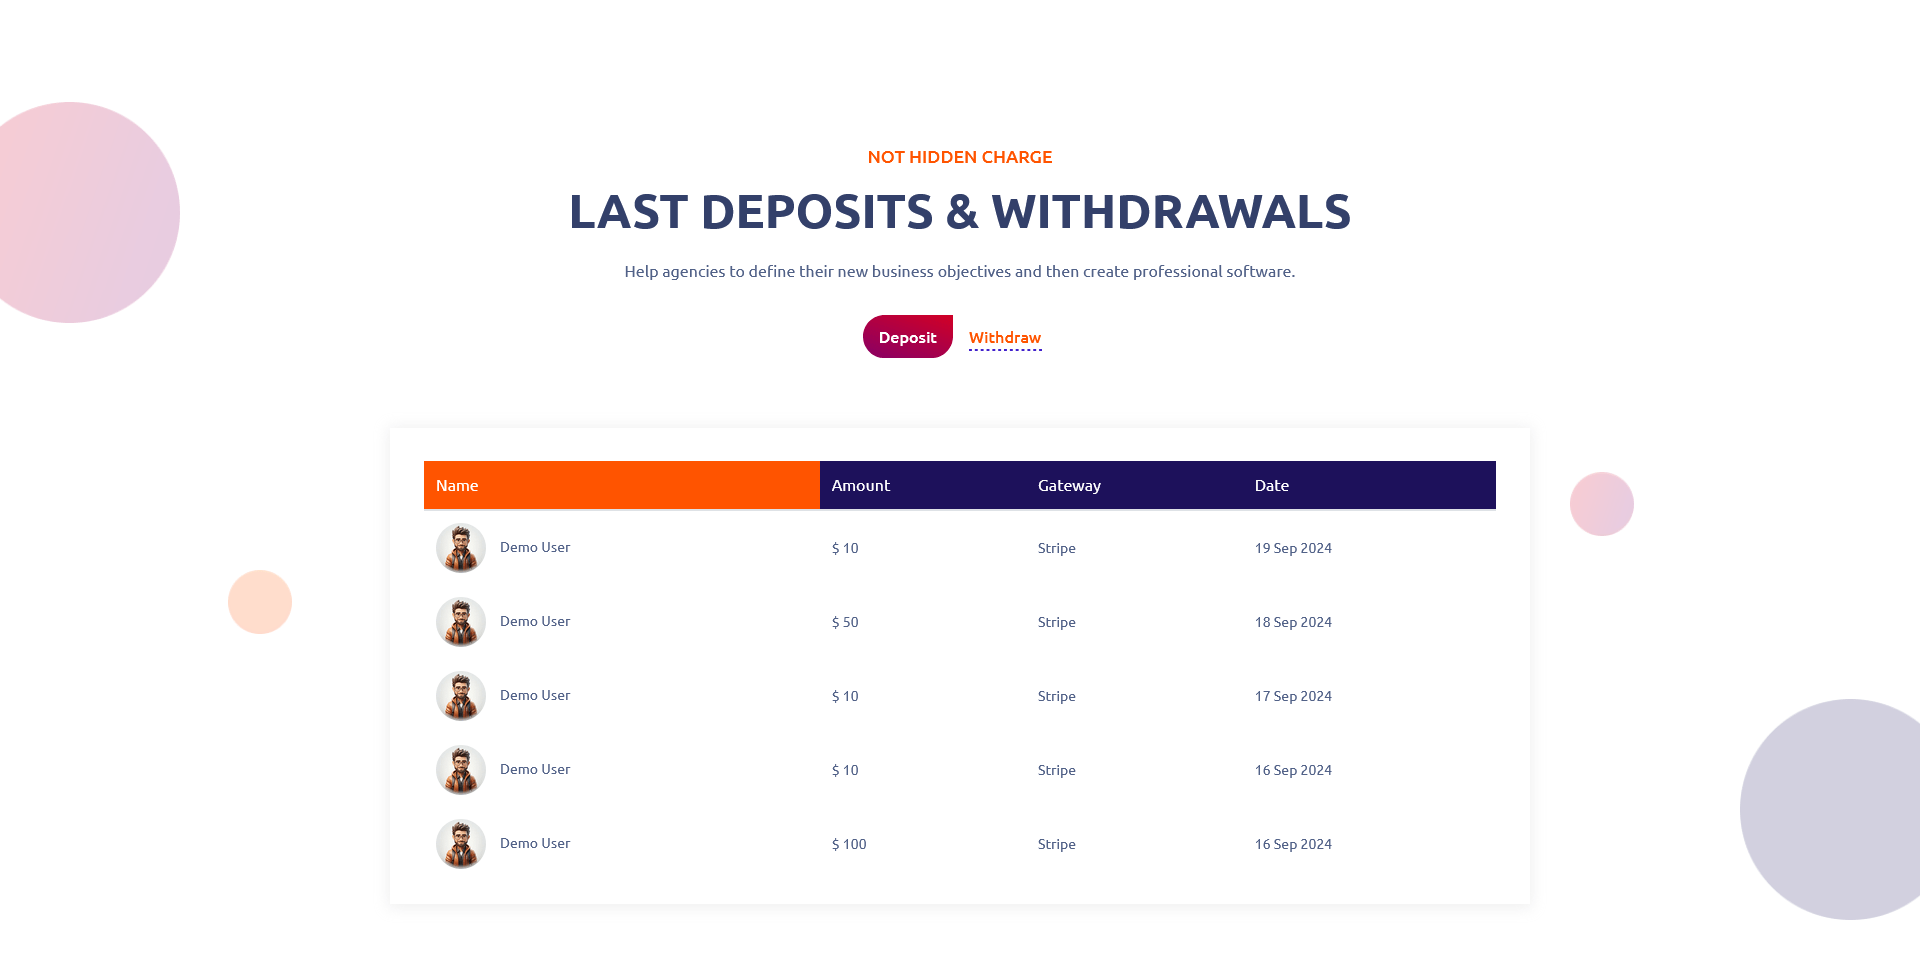 NOT HIDDEN CHARGE
LAST DEPOSITS & WITHDRAWALS
Help agencies to define their new business objectives and then create professional software.
Deposit Withdraw
Name Amount Gateway Date
Demo User $ 10 Stripe 19 Sep 2024
Demo User $ 50 Stripe 18 Sep 2024
Demo User $ 10 Stripe 17 Sep 2024
Demo User $ 10 Stripe 16 Sep 2024
Demo User $ 100 Stripe 16 Sep 2024